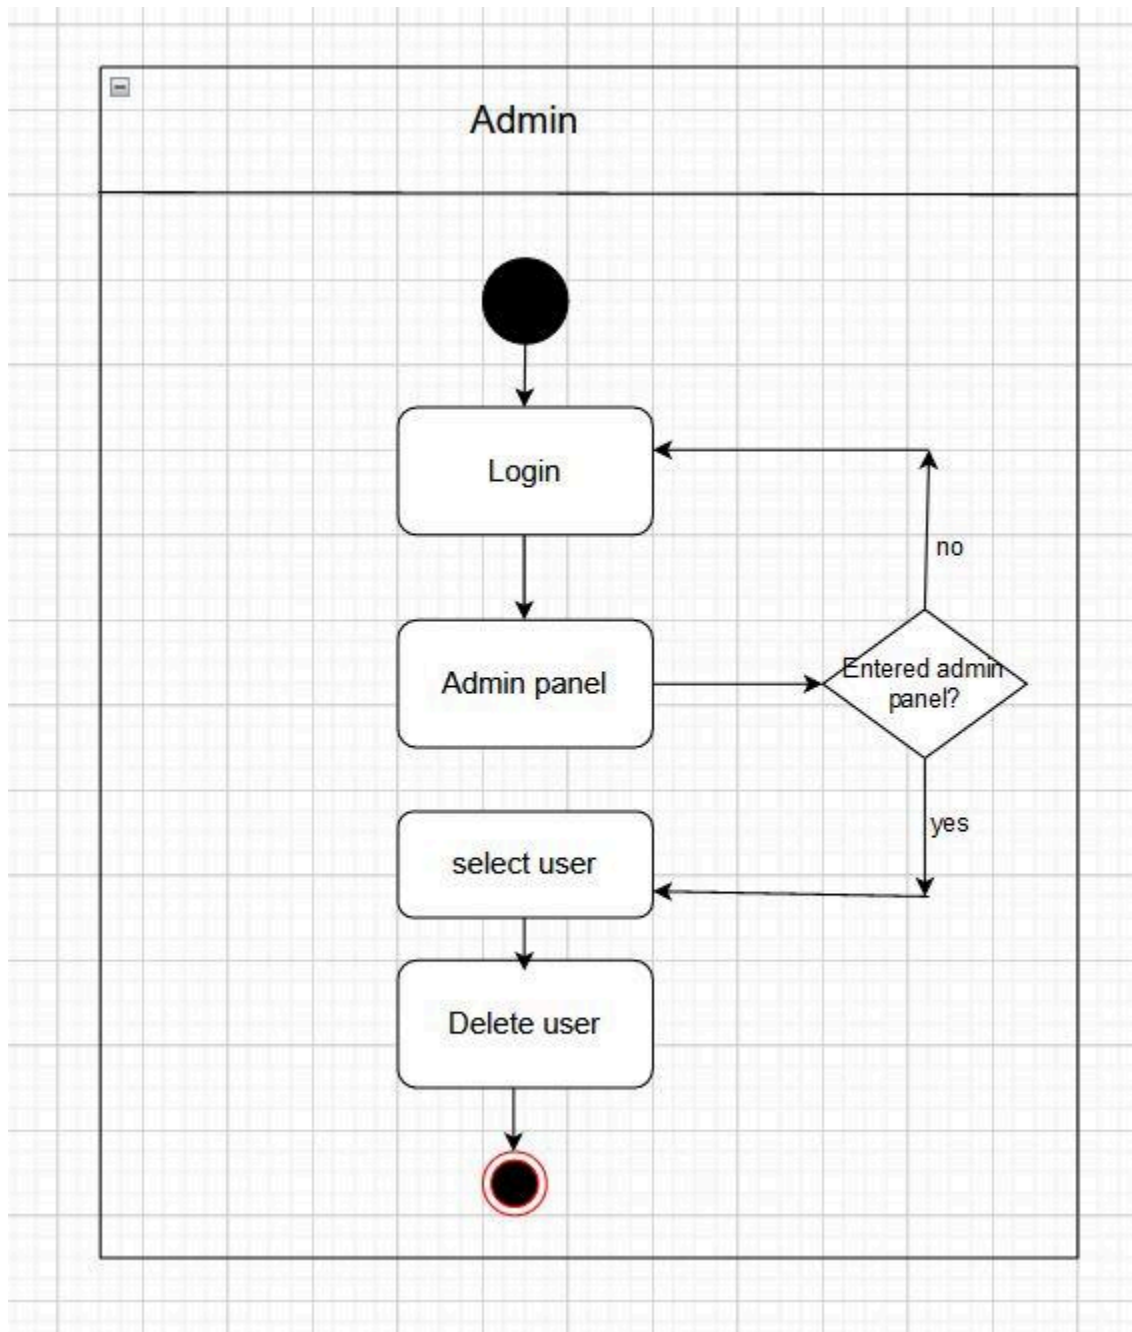 Admin
Login
no
Admin panel
Entered admin
panel?
yes
select user
Delete user